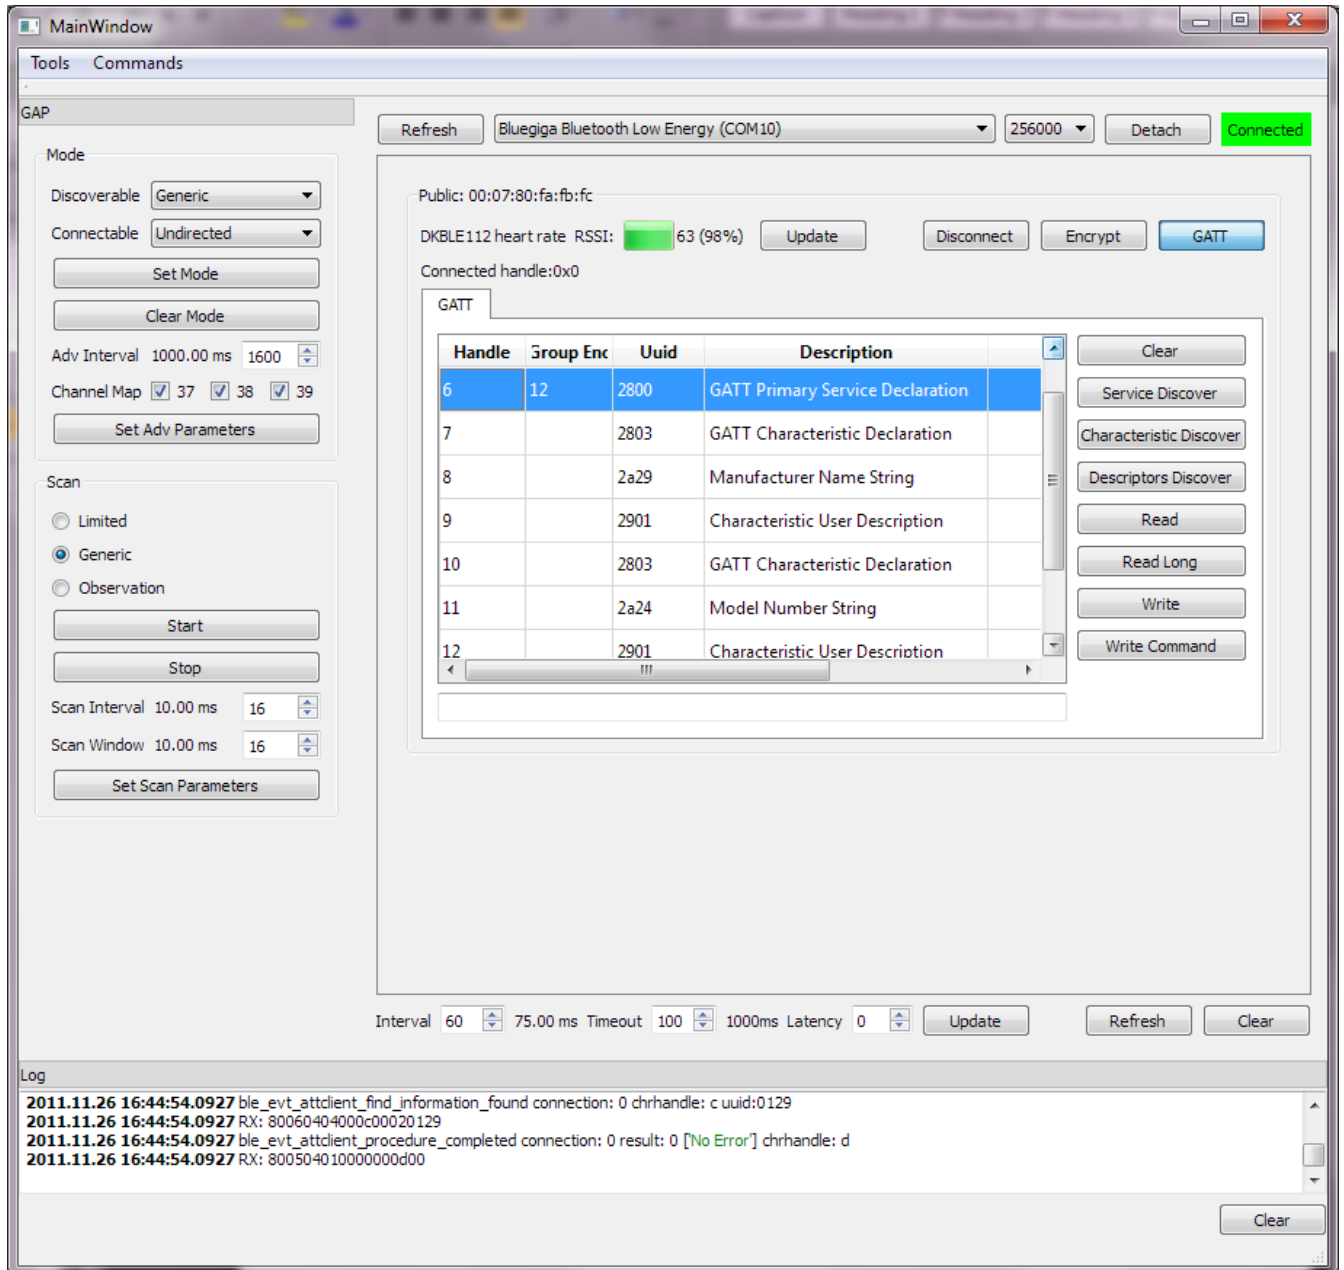 MainWindow
Tools Commands
GAP
Mode
Discoverable Generic
Connectable Undirected
Set Mode
Clear Mode
Adv Interval 1000.00 ms 1600
Channel Map 37 38 39
Set Adv Parameters
Scan
Limited
Generic
Observation
Start
Stop
Scan Interval 10.00 ms 16
Scan Window 10.00 ms 16
Set Scan Parameters
Refresh Bluegiga Bluetooth Low Energy (COM10) 256000 Detach Connected
Public: 00:07:80:fa:fb:fc
DKBLE112 heart rate RSSI: 63 (98%) Update Disconnect Encrypt GATT
Connected handle:0x0
GATT
Handle Group End Uuid Description
6 12 2800 GATT Primary Service Declaration
7 2803 GATT Characteristic Declaration
8 2a29 Manufacturer Name String
9 2901 Characteristic User Description
10 2803 GATT Characteristic Declaration
11 2a24 Model Number String
12 2901 Characteristic User Description
Clear
Service Discover
Characteristic Discover
Descriptors Discover
Read
Read Long
Write
Write Command
Interval 60 75.00 ms Timeout 100 1000ms Latency 0 Update Refresh Clear
Log
2011.11.26 16:44:54.0927 ble_evt_attclient_find_information_found connection: 0 chrhandle: c uuid:0129
2011.11.26 16:44:54.0927 RX: 80060404000c00020129
2011.11.26 16:44:54.0927 ble_evt_attclient_procedure_completed connection: 0 result: 0 ['No Error'] chrhandle: d
2011.11.26 16:44:54.0927 RX: 800504010000000d00
Clear